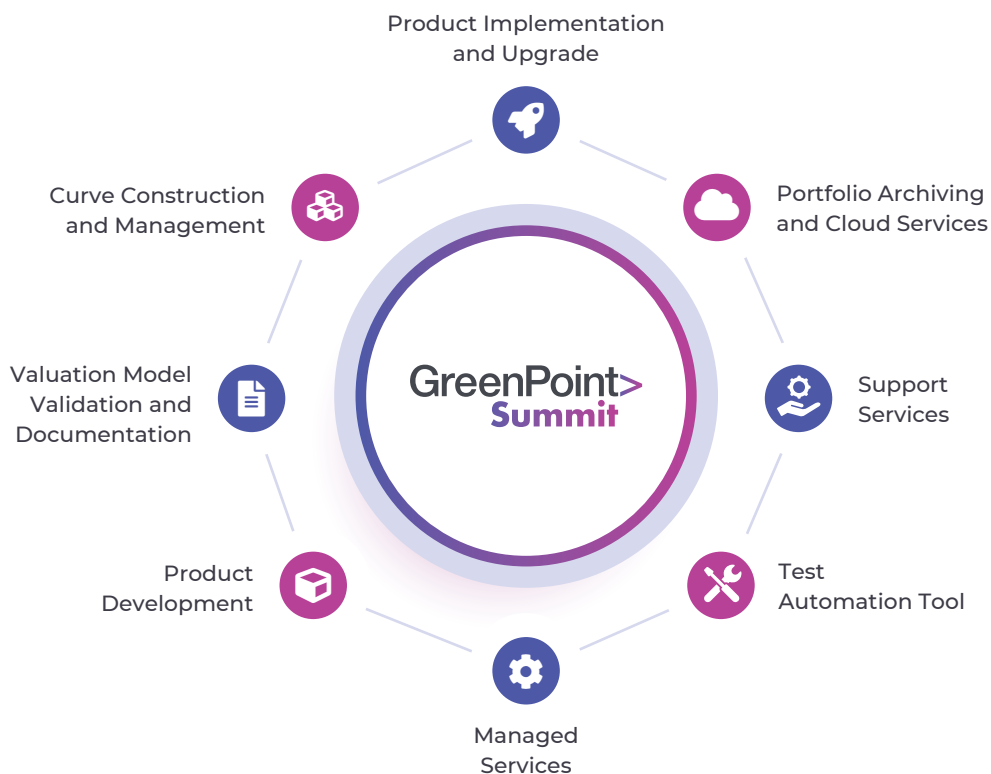 Product Implementation
and Upgrade
Curve Construction
and Management
Portfolio Archiving
and Cloud Services
GreenPoint>
Summit
Valuation Model
Validation and
Documentation
Support
Services
Product
Development
Test
Automation Tool
Managed
Services